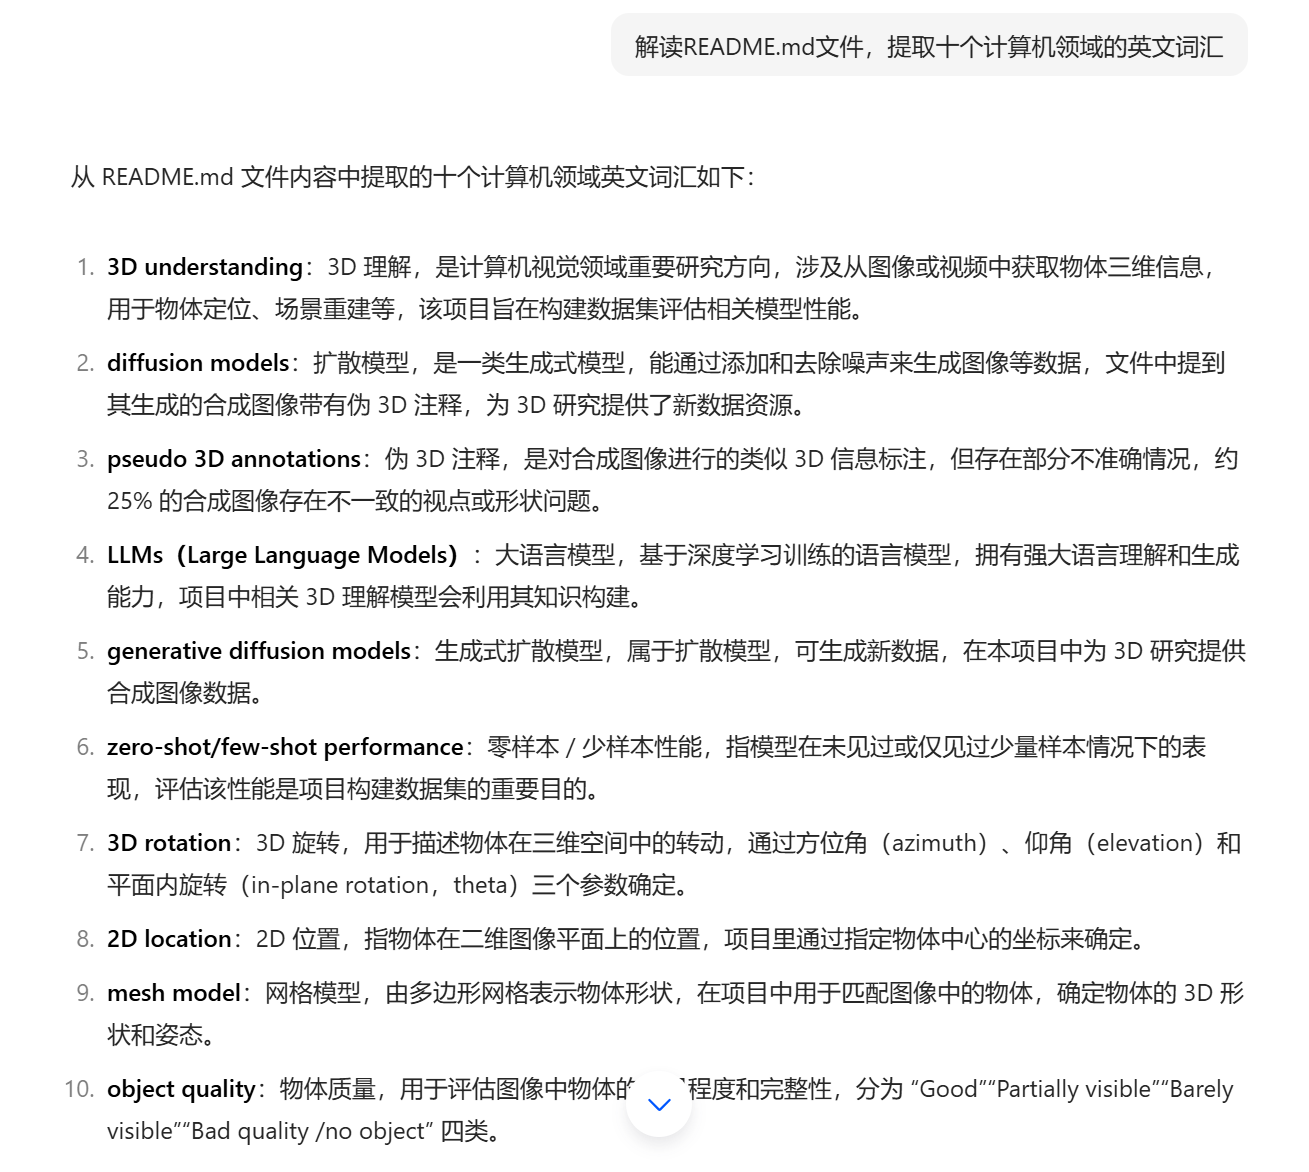 解读README.md文件，提取十个计算机领域的英文词汇
从 README.md 文件内容中提取的十个计算机领域英文词汇如下：
1. 3D understanding：3D 理解，是计算机视觉领域重要研究方向，涉及从图像或视频中获取物体三维信息，
用于物体定位、场景重建等，该项目旨在构建数据集评估相关模型性能。
2. diffusion models：扩散模型，是一类生成式模型，能通过添加和去除噪声来生成图像等数据，文件中提到
其生成的合成图像带有伪 3D 注释，为 3D 研究提供了新数据资源。
3. pseudo 3D annotations：伪 3D 注释，是对合成图像进行的类似 3D 信息标注，但存在部分不准确情况，约
25% 的合成图像存在不一致的视点或形状问题。
4. LLMs（Large Language Models）：大语言模型，基于深度学习训练的语言模型，拥有强大语言理解和生成
能力，项目中相关 3D 理解模型会利用其知识构建。
5. generative diffusion models：生成式扩散模型，属于扩散模型，可生成新数据，在本项目中为 3D 研究提供
合成图像数据。
6. zero-shot/few-shot performance：零样本 / 少样本性能，指模型在未见过或仅见过少量样本情况下的表
现，评估该性能是项目构建数据集的重要目的。
7. 3D rotation：3D 旋转，用于描述物体在三维空间中的转动，通过方位角（azimuth）、仰角（elevation）和
平面内旋转（in-plane rotation，theta）三个参数确定。
8. 2D location：2D 位置，指物体在二维图像平面上的位置，项目里通过指定物体中心的坐标来确定。
9. mesh model：网格模型，由多边形网格表示物体形状，在项目中用于匹配图像中的物体，确定物体的 3D 形
状和姿态。
10. object quality：物体质量，用于评估图像中物体的程度和完整性，分为 “Good”“Partially visible”“Barely
visible”“Bad quality /no object” 四类。